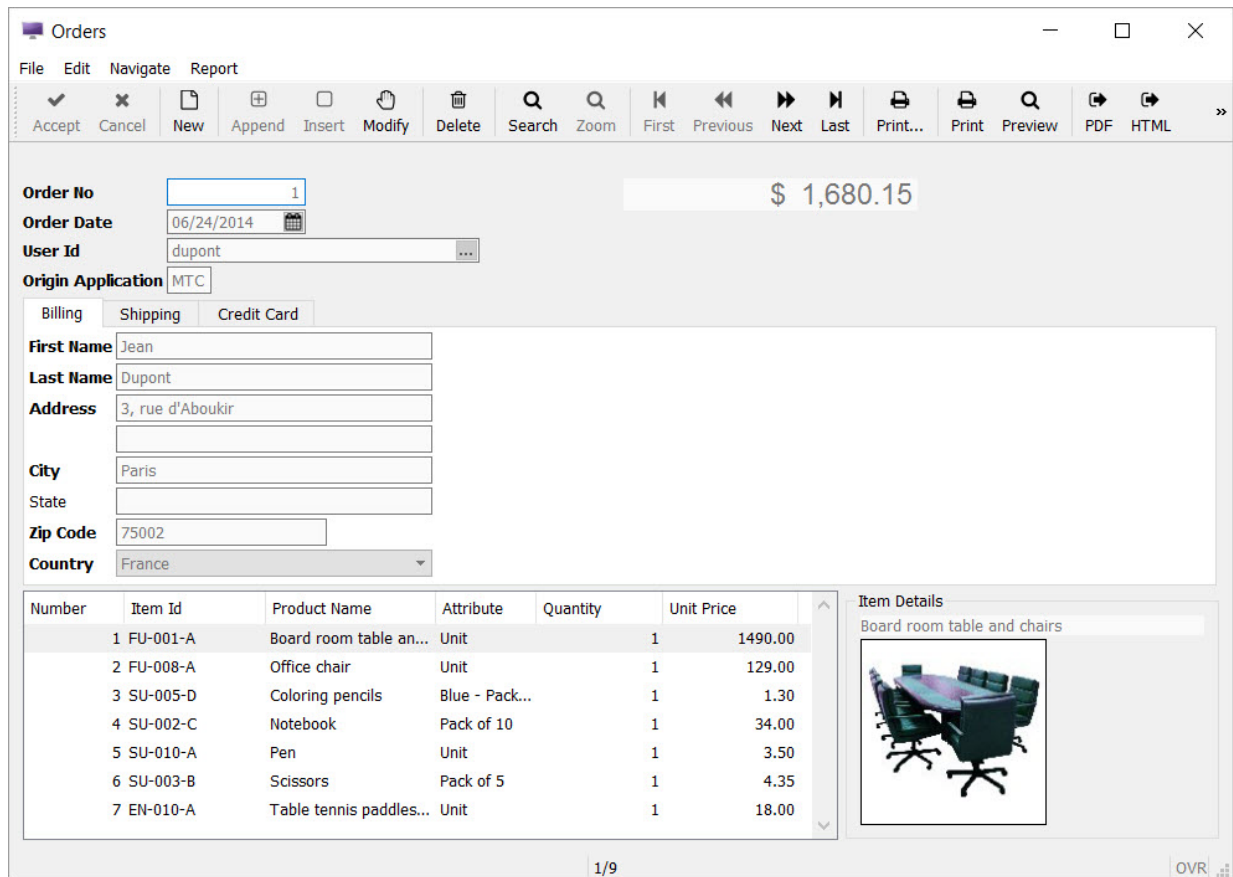 Orders
File Edit Navigate Report
Accept Cancel New Append Insert Modify Delete Search Zoom First Previous Next Last Print... Print Preview PDF HTML »
Order No 1 $ 1,680.15
Order Date 06/24/2014
User Id dupont ...
Origin Application MTC
Billing Shipping Credit Card
First Name Jean
Last Name Dupont
Address 3, rue d'Aboukir
City Paris
State
Zip Code 75002
Country France
Number Item Id Product Name Attribute Quantity Unit Price
1 FU-001-A Board room table an... Unit 1 1490.00
2 FU-008-A Office chair Unit 1 129.00
3 SU-005-D Coloring pencils Blue - Pack... 1 1.30
4 SU-002-C Notebook Pack of 10 1 34.00
5 SU-010-A Pen Unit 1 3.50
6 SU-003-B Scissors Pack of 5 1 4.35
7 EN-010-A Table tennis paddles... Unit 1 18.00
Item Details
Board room table and chairs
1/9 OVR